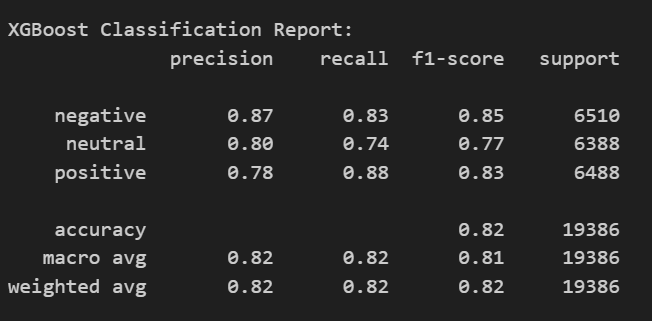 XGBoost Classification Report:
precision recall f1-score support
negative 0.87 0.83 0.85 6510
neutral 0.80 0.74 0.77 6388
positive 0.78 0.88 0.83 6488
accuracy 0.82 19386
macro avg 0.82 0.82 0.81 19386
weighted avg 0.82 0.82 0.82 19386